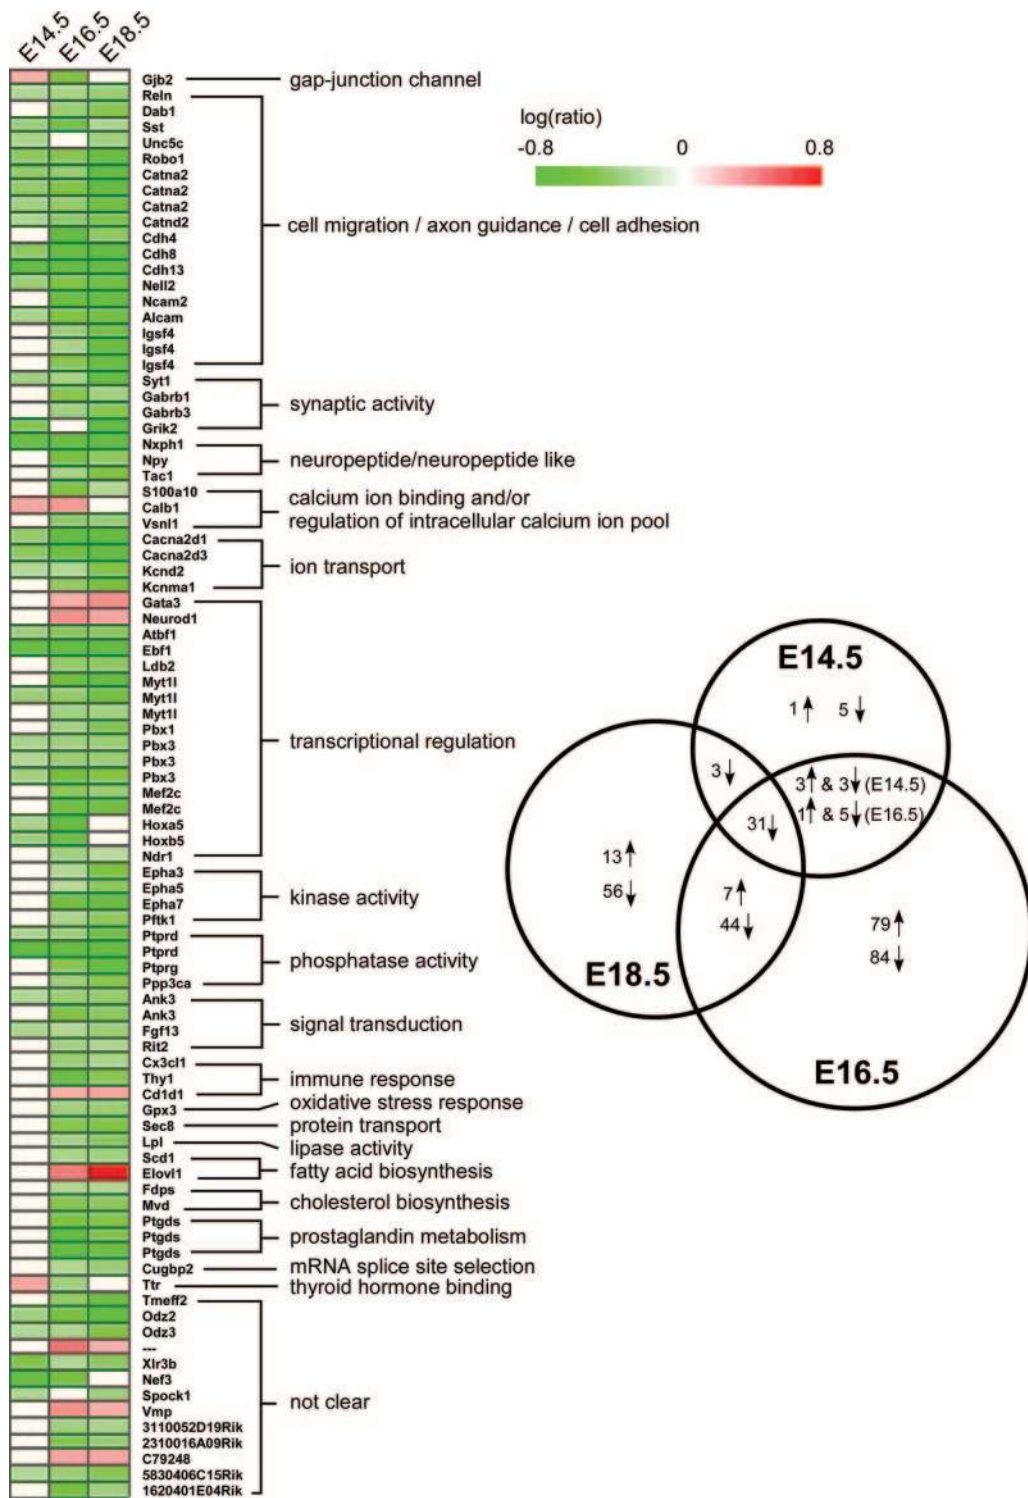 E14.5 E16.5 E18.5
Gjb2 gap-junction channel
Reln
Dab1
Sst
Unc5c
Robo1
Catna2
Catna2
Catna2
Catnd2
cell migration / axon guidance / cell adhesion
Cdh4
Cdh8
Cdh13
Nell2
Ncam2
Alcam
Igsf4
Igsf4
Igsf4
Syt1
Gabrb1
synaptic activity
Gabrb3
Grik2
Nxph1
Npy neuropeptide/neuropeptide like
Tac1
S100a10
calcium ion binding and/or
Calb1
regulation of intracellular calcium ion pool
Vsnl1
Cacna2d1
Cacna2d3
ion transport
Kcnd2
Kcnma1
Gata3
Neurod1
Atbf1
Ebf1
Ldb2
Myt1l
Myt1l
Myt1l
Pbx1
transcriptional regulation
Pbx3
Pbx3
Pbx3
Mef2c
Mef2c
Hoxa5
Hoxb5
Ndr1
Epha3
Epha5
kinase activity
Epha7
Pftk1
Ptprd
Ptprd
phosphatase activity
Ptprg
Ppp3ca
Ank3
Ank3
signal transduction
Fgf13
Rit2
Cx3cl1
Thy1 immune response
Cd1d1
Gpx3 oxidative stress response
Sec8 protein transport
Lpl lipase activity
Scd1
fatty acid biosynthesis
Elovl1
Fdps
cholesterol biosynthesis
Mvd
Ptgds
Ptgds prostaglandin metabolism
Ptgds
Cugbp2 mRNA splice site selection
Ttr thyroid hormone binding
Tmeff2
Odz2
Odz3
---
Xlr3b
Nef3
Spock1
not clear
Vmp
3110052D19Rik
2310016A09Rik
C79248
5830406C15Rik
1620401E04Rik
log(ratio)
-0.8 0 0.8
E14.5
1↑ 5↓
3↓
3↑ & 3↓ (E14.5)
1↑ & 5↓ (E16.5)
31↓
13↑
56↓
7↑
44↓
79↑
84↓
E18.5
E16.5